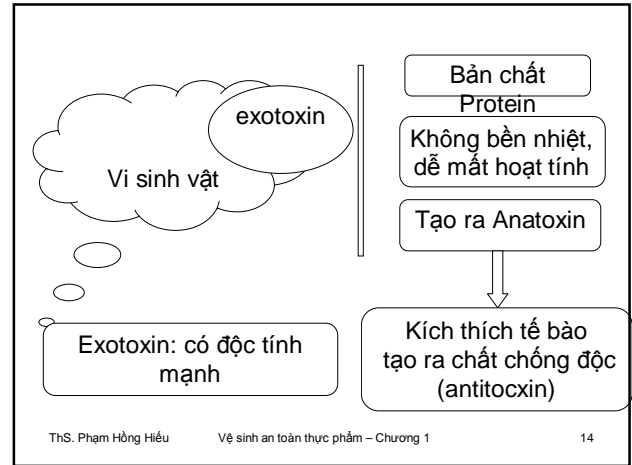 exotoxin
Vi sinh vật
Exotoxin: có độc tính
mạnh
Bản chất
Protein
Không bền nhiệt,
dễ mất hoạt tính
Tạo ra Anatoxin
Kích thích tế bào
tạo ra chất chống độc
(antitocxin)
ThS. Phạm Hồng Hiếu Vệ sinh an toàn thực phẩm – Chương 1 14